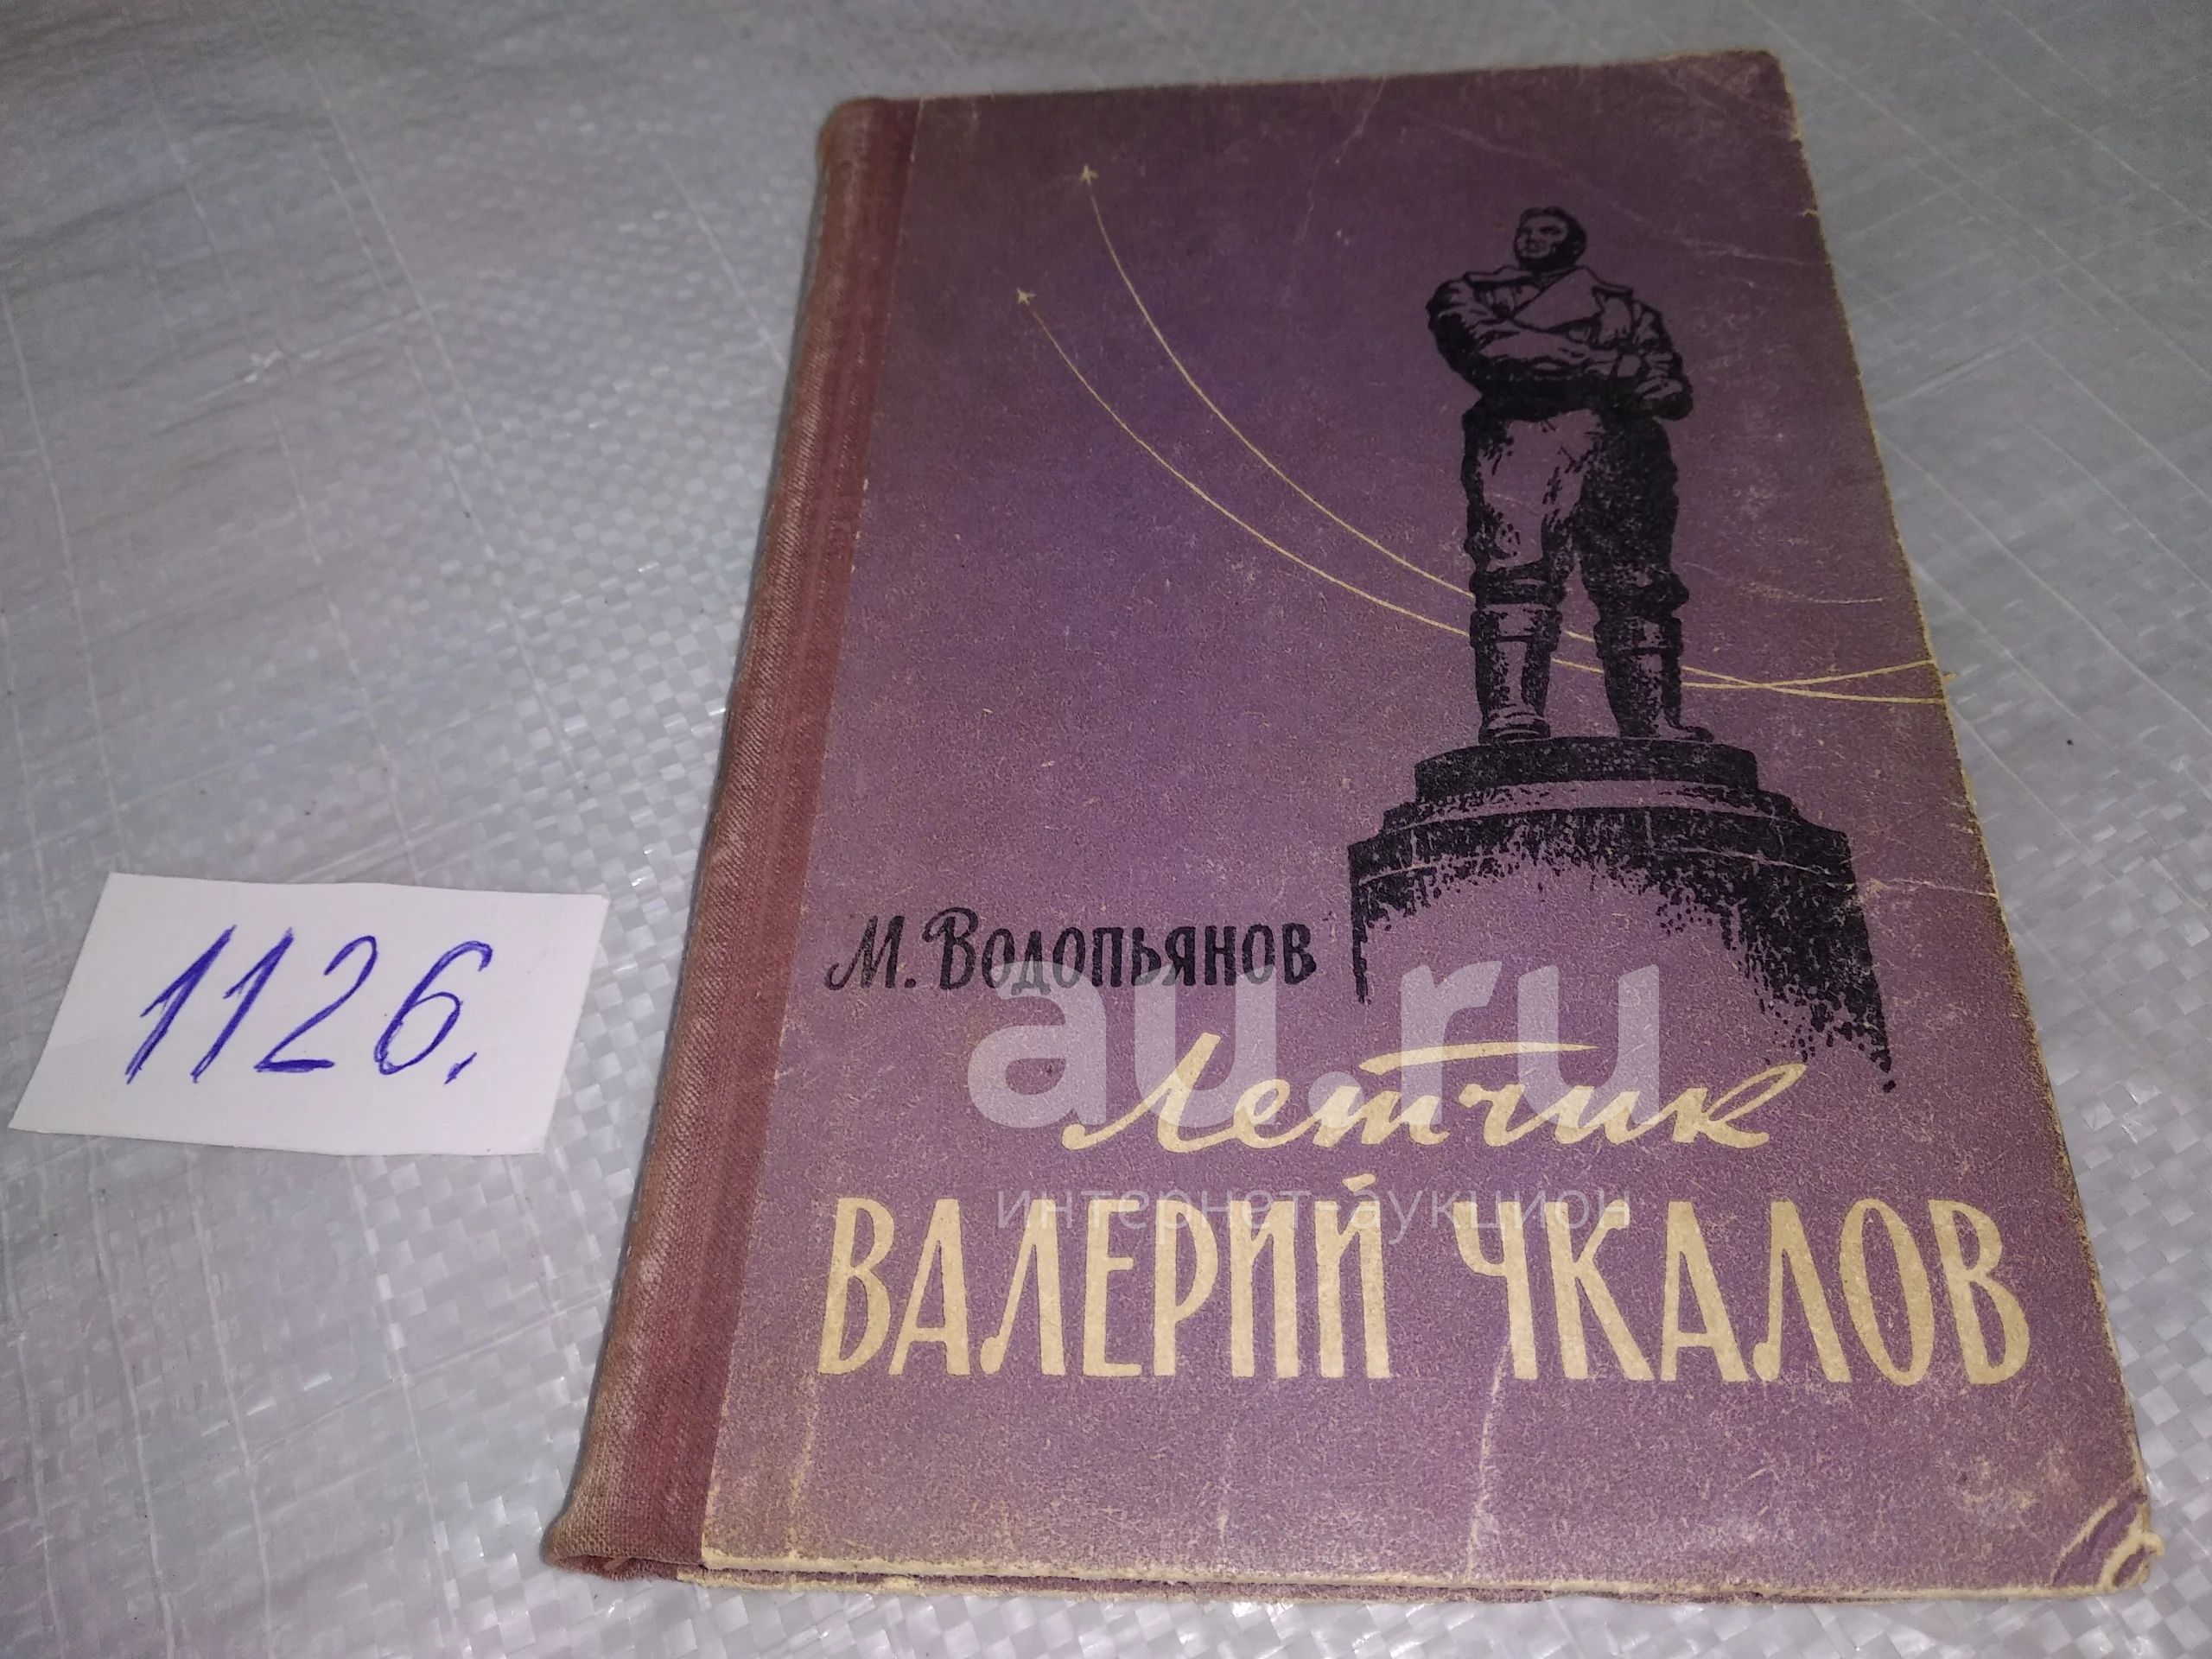 1126.
М. Водопьянов
au.ru
Летчик
интернет-аукцион
ВАЛЕРИЙ ЧКАЛОВ